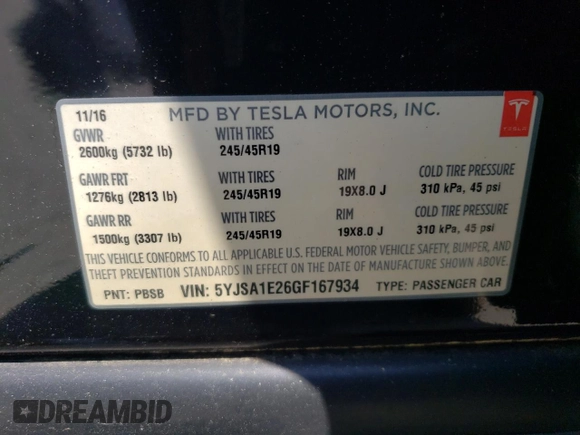 11/16 MFD BY TESLA MOTORS, INC.
TESLA
GVWR WITH TIRES
2600kg (5732 lb) 245/45R19
GAWR FRT WITH TIRES RIM COLD TIRE PRESSURE
1276kg (2813 lb) 245/45R19 19X8.0 J 310 kPa, 45 psi
GAWR RR WITH TIRES RIM COLD TIRE PRESSURE
1500kg (3307 lb) 245/45R19 19X8.0 J 310 kPa, 45 psi
THIS VEHICLE CONFORMS TO ALL APPLICABLE U.S. FEDERAL MOTOR VEHICLE SAFETY, BUMPER, AND
THEFT PREVENTION STANDARDS IN EFFECT ON THE DATE OF MANUFACTURE SHOWN ABOVE.
PNT: PBSB VIN: 5YJSA1E26GF167934 TYPE: PASSENGER CAR
DREAMBID